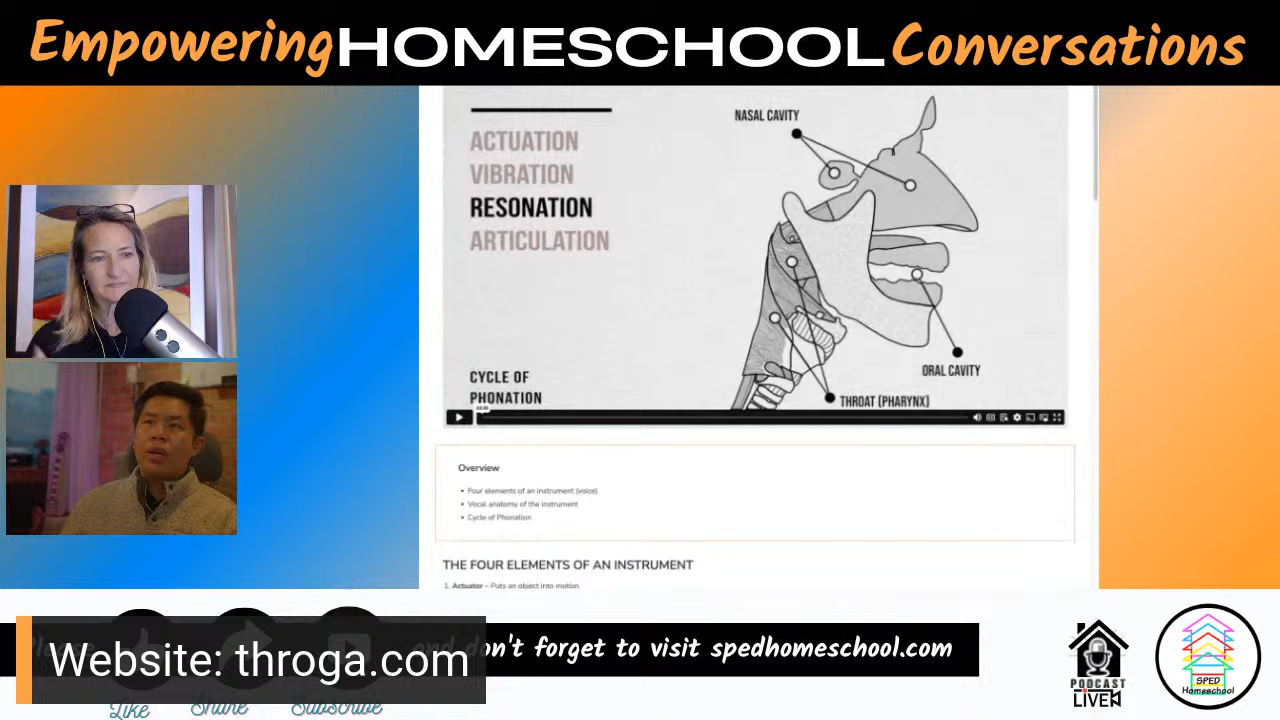 Empowering HOMESCHOOL Conversations
ACTUATION
VIBRATION
RESONATION
ARTICULATION
NASAL CAVITY
ORAL CAVITY
THROAT (PHARYNX)
CYCLE OF
PHONATION
Overview
Four elements of an instrument (voice)
Vocal anatomy of the instrument
Cycle of Phonation
THE FOUR ELEMENTS OF AN INSTRUMENT
1. Actuator – Puts an object into motion
Website: throga.com
don't forget to visit spedhomeschool.com
Like
Share
Subscribe
PODCAST
LIVE
SPED
Homeschool